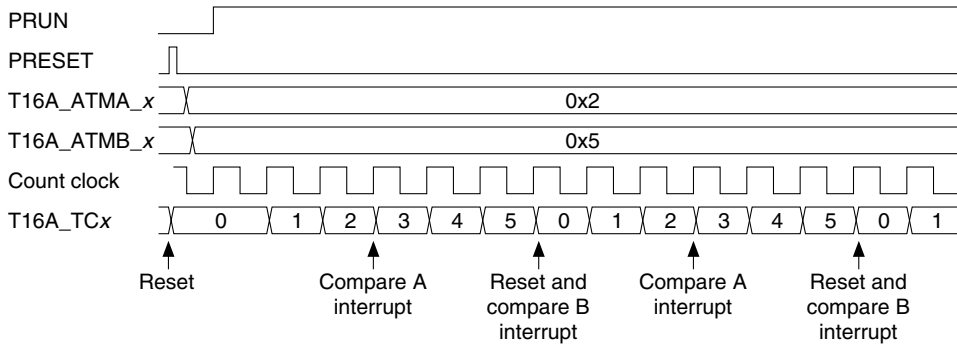 PRUN
PRESET
T16A_ATMA_x 0x2
T16A_ATMB_x 0x5
Count clock
T16A_TCx 0 1 2 3 4 5 0 1 2 3 4 5 0 1
Reset Compare A Reset and Compare A Reset and
interrupt compare B interrupt compare B
interrupt interrupt